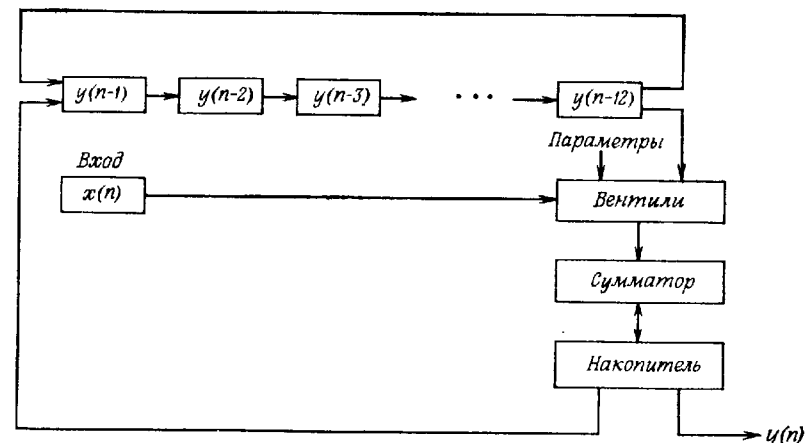 y(n-1) y(n-2) y(n-3) ... y(n-12)
Параметры
Вход
x(n)
Вентили
Сумматор
Накопитель
y(n)